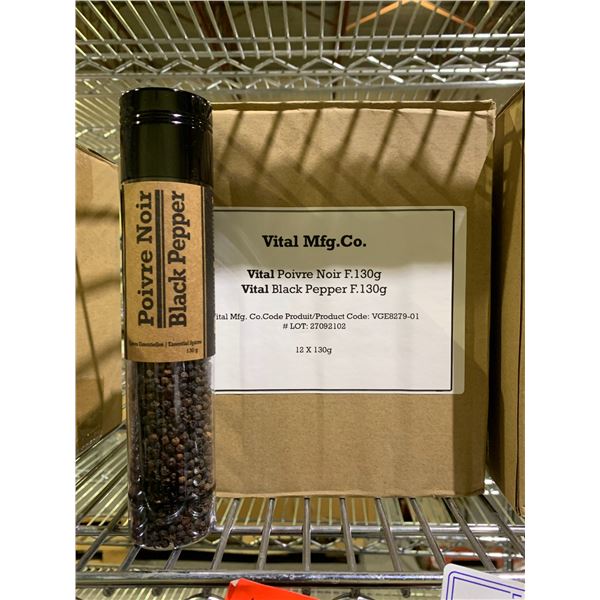 Poivre Noir
Black Pepper
Épices Essentielles / Essential Spices
130 g
Vital Mfg.Co.
Vital Poivre Noir F.130g
Vital Black Pepper F.130g
Vital Mfg. Co.Code Produit/Product Code: VGE8279-01
# LOT: 27092102
12 X 130g